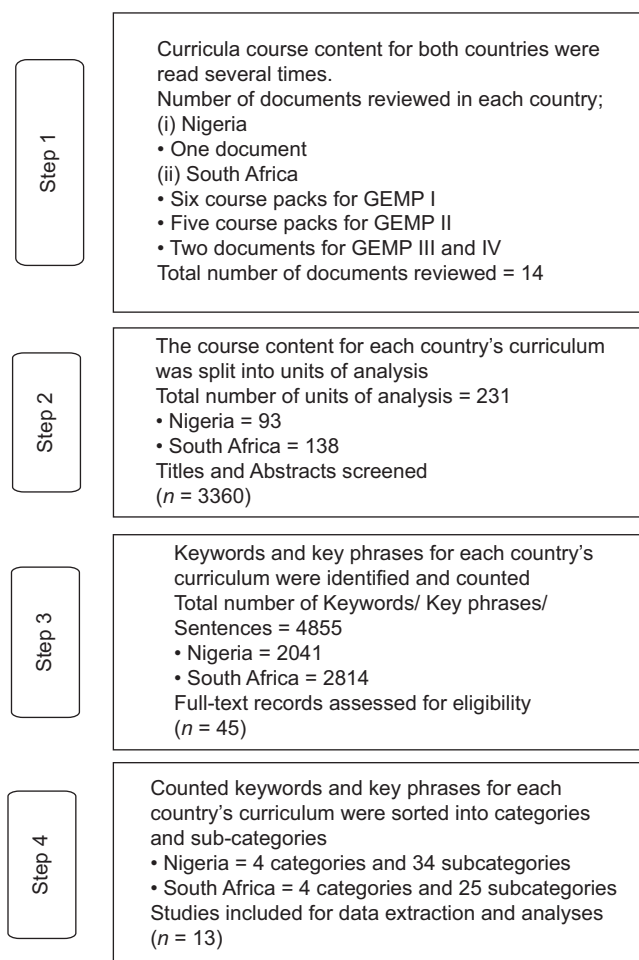 Step 1
Curricula course content for both countries were
read several times.
Number of documents reviewed in each country;
(i) Nigeria
• One document
(ii) South Africa
• Six course packs for GEMP I
• Five course packs for GEMP II
• Two documents for GEMP III and IV
Total number of documents reviewed = 14
Step 2
The course content for each country's curriculum
was split into units of analysis
Total number of units of analysis = 231
• Nigeria = 93
• South Africa = 138
Titles and Abstracts screened
(n = 3360)
Step 3
Keywords and key phrases for each country's
curriculum were identified and counted
Total number of Keywords/ Key phrases/
Sentences = 4855
• Nigeria = 2041
• South Africa = 2814
Full-text records assessed for eligibility
(n = 45)
Step 4
Counted keywords and key phrases for each
country's curriculum were sorted into categories
and sub-categories
• Nigeria = 4 categories and 34 subcategories
• South Africa = 4 categories and 25 subcategories
Studies included for data extraction and analyses
(n = 13)